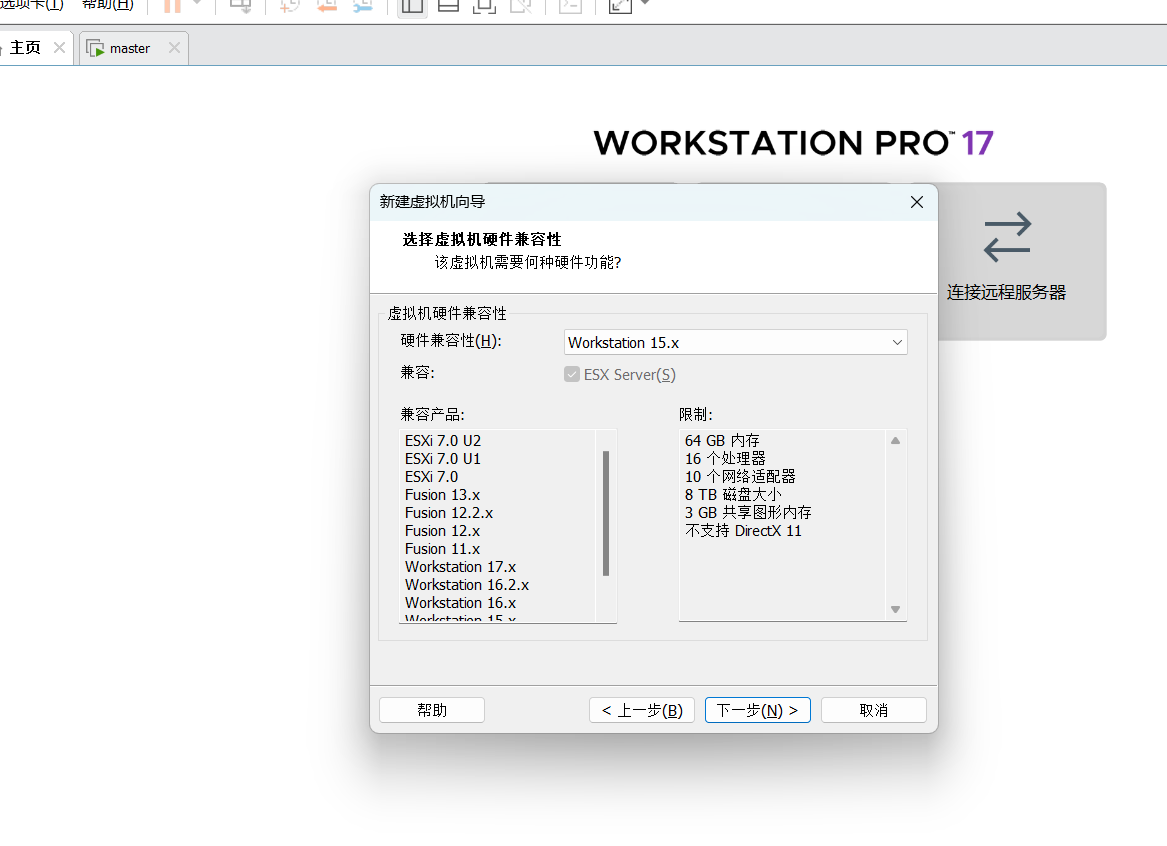 选项卡(T) 帮助(H)
主页 master
WORKSTATION PRO™ 17
新建虚拟机向导
选择虚拟机硬件兼容性
该虚拟机需要何种硬件功能?
连接远程服务器
虚拟机硬件兼容性
硬件兼容性(H): Workstation 15.x
兼容: ESX Server(S)
兼容产品:
ESXi 7.0 U2
ESXi 7.0 U1
ESXi 7.0
Fusion 13.x
Fusion 12.2.x
Fusion 12.x
Fusion 11.x
Workstation 17.x
Workstation 16.2.x
Workstation 16.x
Workstation 15.x
限制:
64 GB 内存
16 个处理器
10 个网络适配器
8 TB 磁盘大小
3 GB 共享图形内存
不支持 DirectX 11
帮助 < 上一步(B) 下一步(N) > 取消